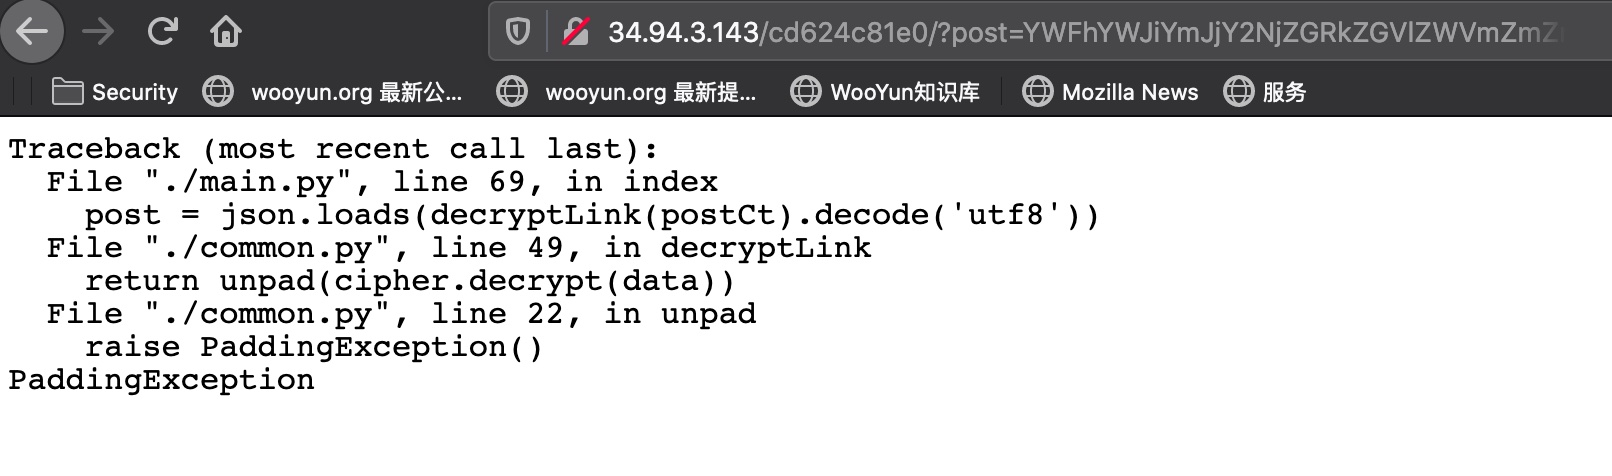 34.94.3.143/cd624c81e0/?post=YWFhYWJiYmJjY2NjZGRkZGVlZWVmZmZ
Security wooyun.org 最新公... wooyun.org 最新提... WooYun知识库 Mozilla News 服务
Traceback (most recent call last):
  File "./main.py", line 69, in index
    post = json.loads(decryptLink(postCt).decode('utf8'))
  File "./common.py", line 49, in decryptLink
    return unpad(cipher.decrypt(data))
  File "./common.py", line 22, in unpad
    raise PaddingException()
PaddingException